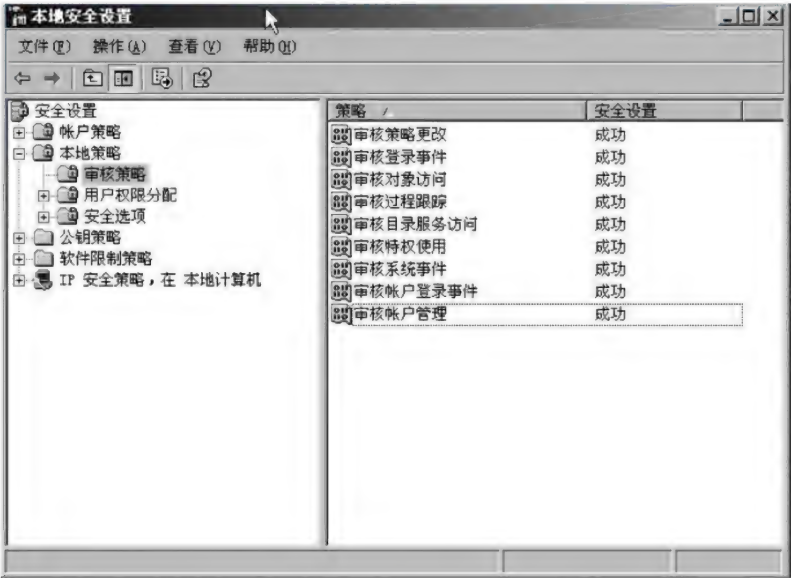 本地安全设置
文件(F) 操作(A) 查看(V) 帮助(H)
安全设置
帐户策略
本地策略
审核策略
用户权限分配
安全选项
公钥策略
软件限制策略
IP 安全策略，在 本地计算机
策略 安全设置
审核策略更改 成功
审核登录事件 成功
审核对象访问 成功
审核过程跟踪 成功
审核目录服务访问 成功
审核特权使用 成功
审核系统事件 成功
审核帐户登录事件 成功
审核帐户管理 成功